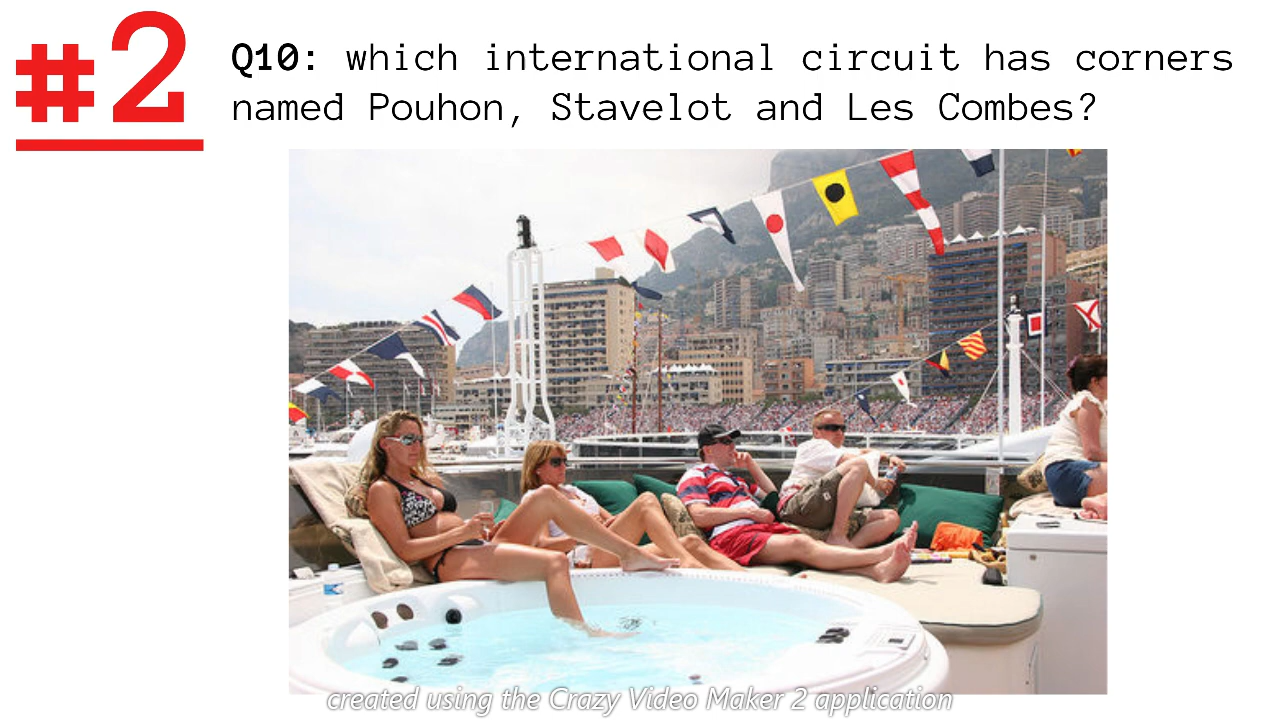 #2
Q10: which international circuit has corners
named Pouhon, Stavelot and Les Combes?
created using the Crazy Video Maker 2 application